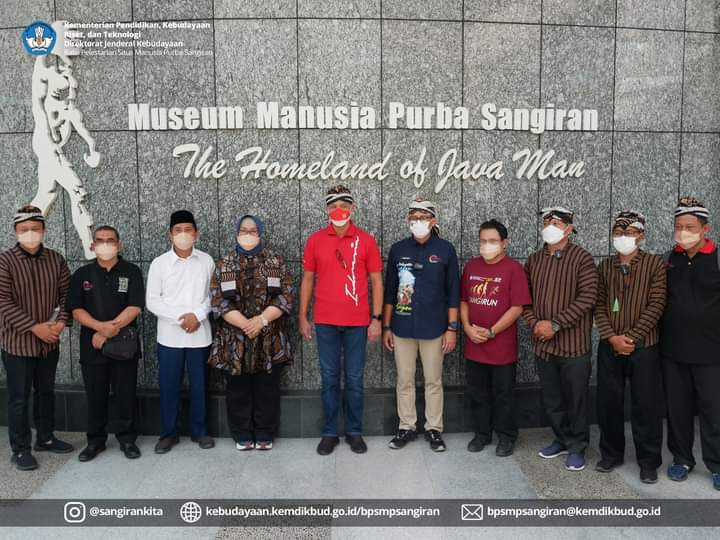 Kementerian Pendidikan, Kebudayaan
Riset, dan Teknologi
Direktorat Jenderal Kebudayaan
Balai Pelestarian Situs Manusia Purba Sangiran
Museum Manusia Purba Sangiran
The Homeland of Java Man
SANGIRUN
@sangirankita
kebudayaan.kemdikbud.go.id/bpsmpsangiran
bpsmpsangiran@kemdikbud.go.id